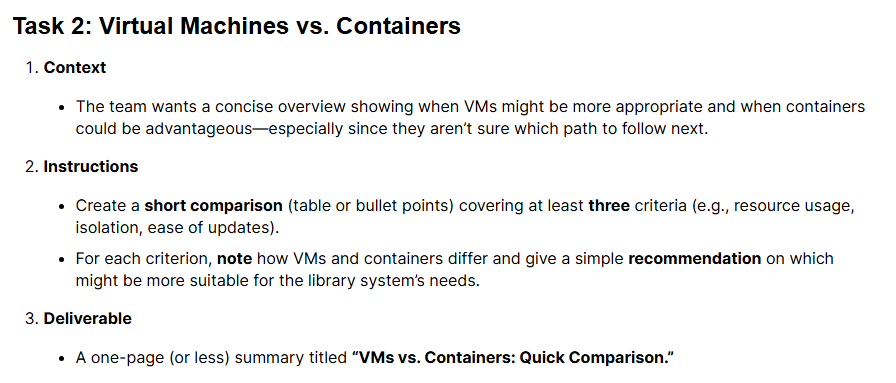 Task 2: Virtual Machines vs. Containers
1. Context
• The team wants a concise overview showing when VMs might be more appropriate and when containers
could be advantageous—especially since they aren’t sure which path to follow next.
2. Instructions
• Create a short comparison (table or bullet points) covering at least three criteria (e.g., resource usage,
isolation, ease of updates).
• For each criterion, note how VMs and containers differ and give a simple recommendation on which
might be more suitable for the library system’s needs.
3. Deliverable
• A one-page (or less) summary titled “VMs vs. Containers: Quick Comparison.”